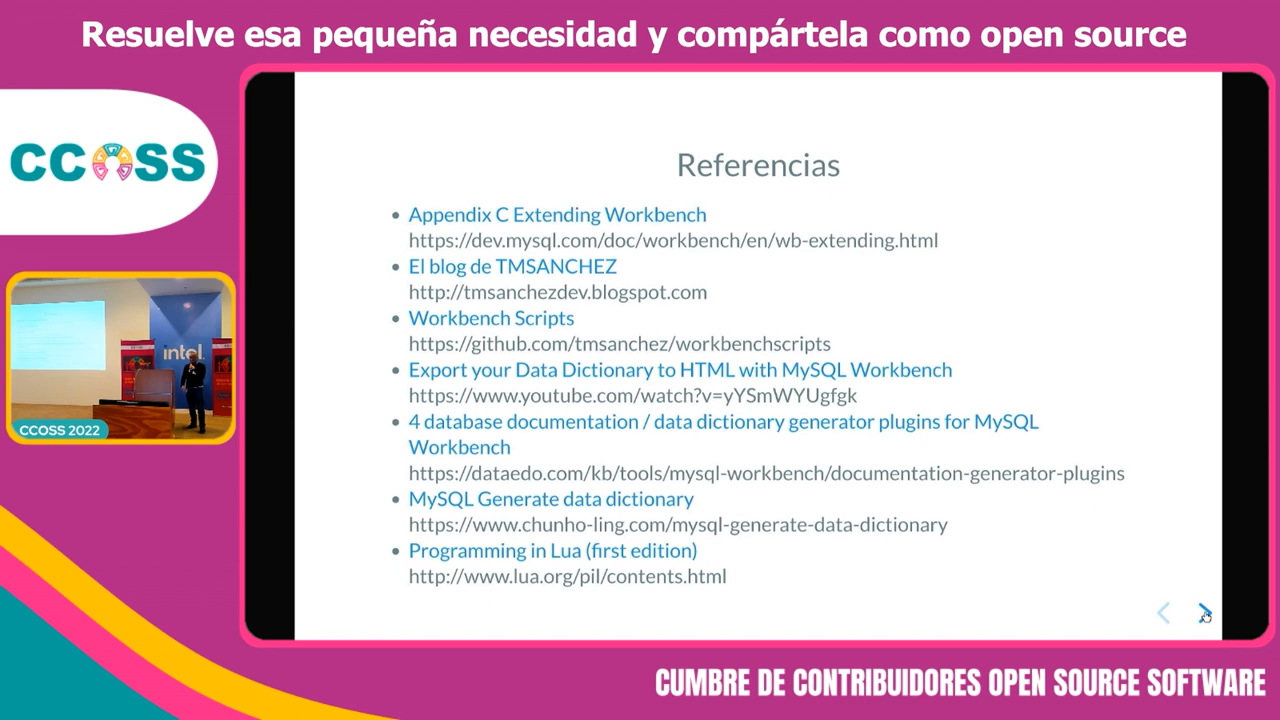 Resuelve esa pequeña necesidad y compártela como open source
CCOSS
Referencias
Appendix C Extending Workbench
https://dev.mysql.com/doc/workbench/en/wb-extending.html
El blog de TMSANCHEZ
http://tmsanchezdev.blogspot.com
Workbench Scripts
https://github.com/tmsanchez/workbenchscripts
Export your Data Dictionary to HTML with MySQL Workbench
https://www.youtube.com/watch?v=yYSmWYUgfgk
4 database documentation / data dictionary generator plugins for MySQL
Workbench
https://dataedo.com/kb/tools/mysql-workbench/documentation-generator-plugins
MySQL Generate data dictionary
https://www.chunho-ling.com/mysql-generate-data-dictionary
Programming in Lua (first edition)
http://www.lua.org/pil/contents.html
intel
CCOSS 2022
CUMBRE DE CONTRIBUIDORES OPEN SOURCE SOFTWARE